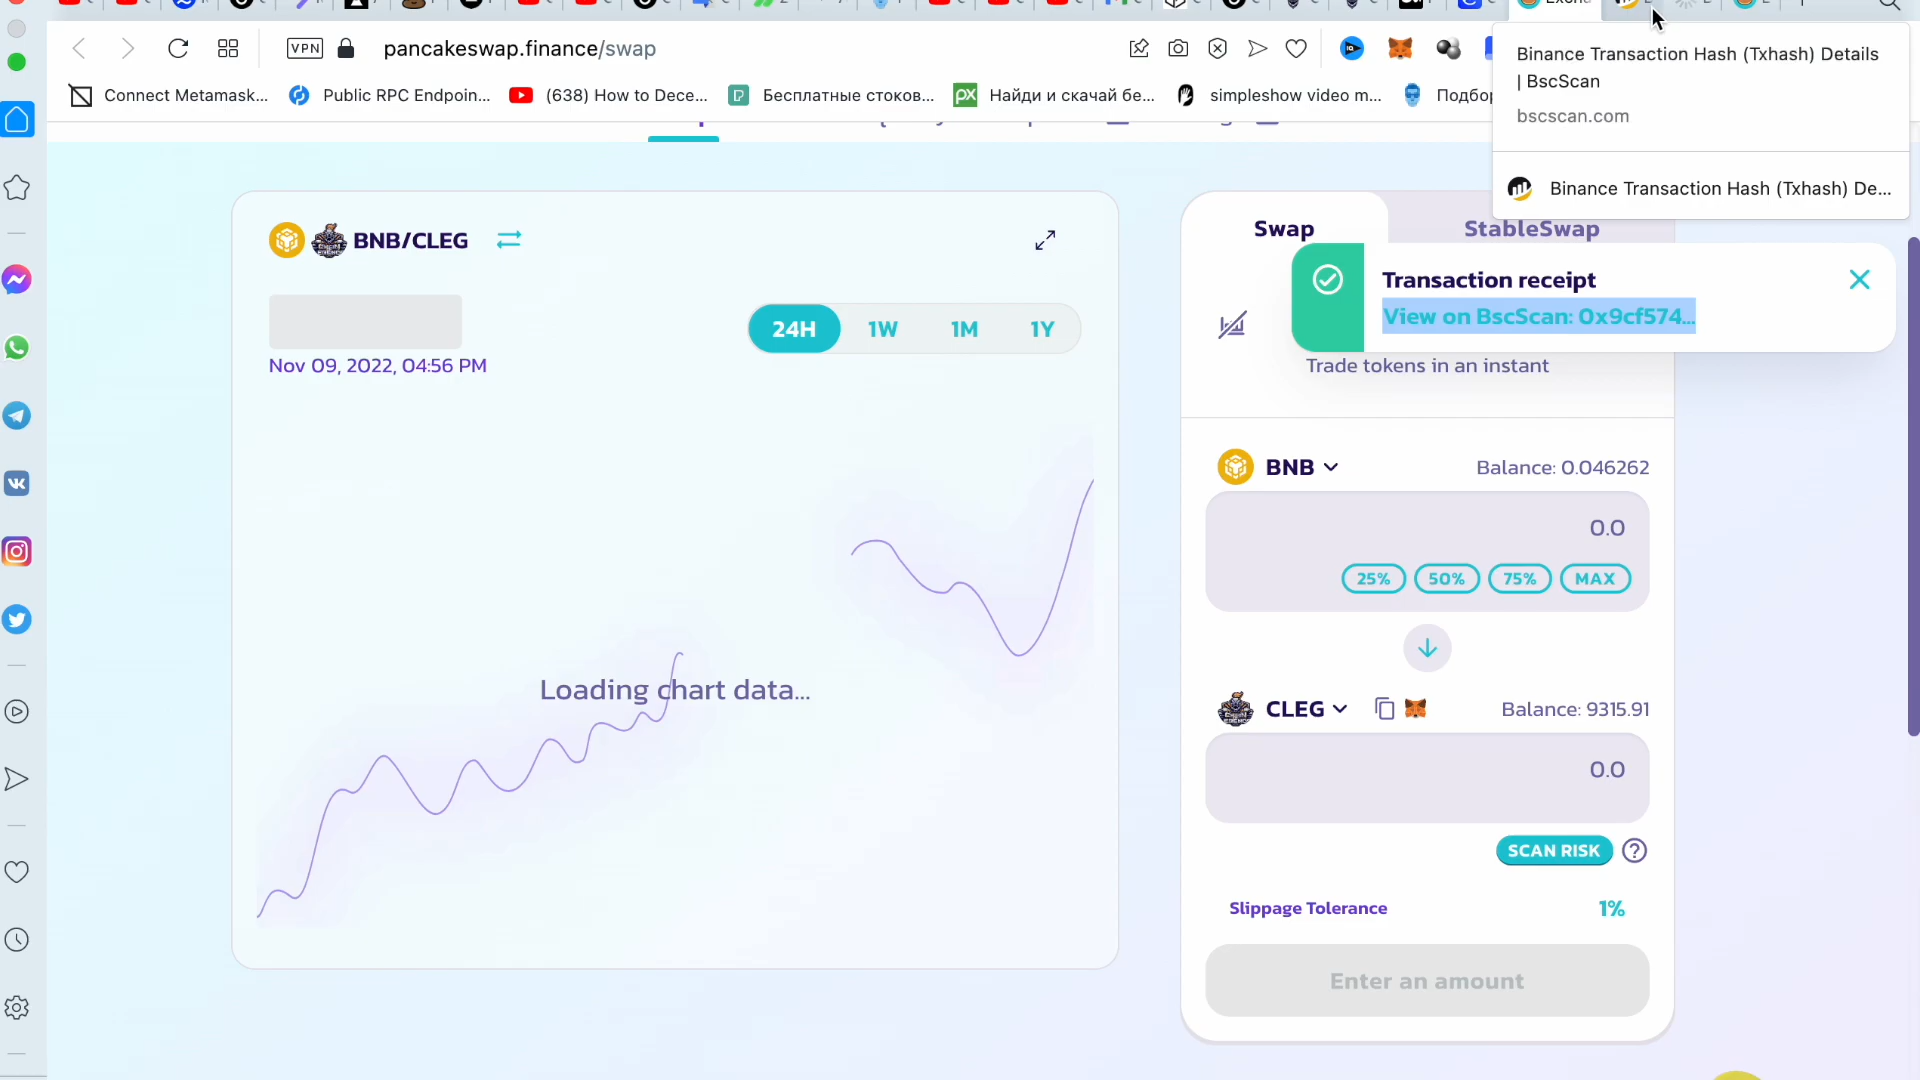 VPN
pancakeswap.finance/swap
Connect Metamask...
Public RPC Endpoin...
(638) How to Dece...
Бесплатные стоков...
Найди и скачай бе...
simpleshow video m...
Binance Transaction Hash (Txhash) Details
| BscScan
bscscan.com
Binance Transaction Hash (Txhash) De...
BNB/CLEG
24H
1W
1M
1Y
Nov 09, 2022, 04:56 PM
Loading chart data...
Swap
StableSwap
Transaction receipt
View on BscScan: 0x9cf574...
Trade tokens in an instant
BNB
Balance: 0.046262
0.0
25%
50%
75%
MAX
CLEG
Balance: 9315.91
0.0
SCAN RISK
Slippage Tolerance
1%
Enter an amount